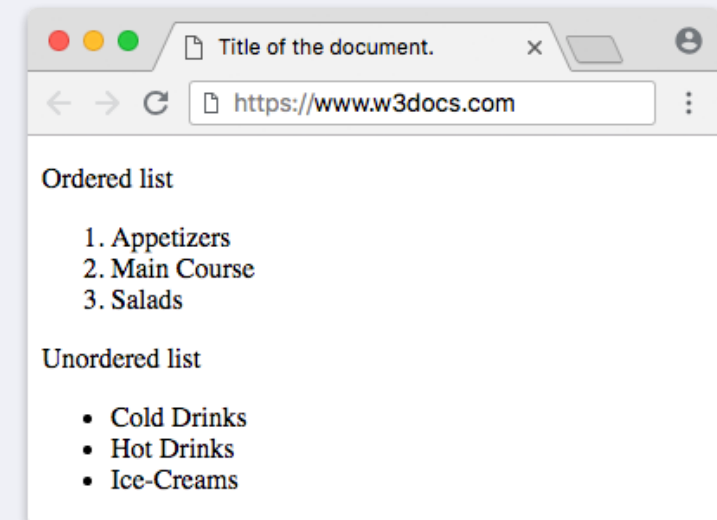 Title of the document.
https://www.w3docs.com
Ordered list
1. Appetizers
2. Main Course
3. Salads
Unordered list
• Cold Drinks
• Hot Drinks
• Ice-Creams